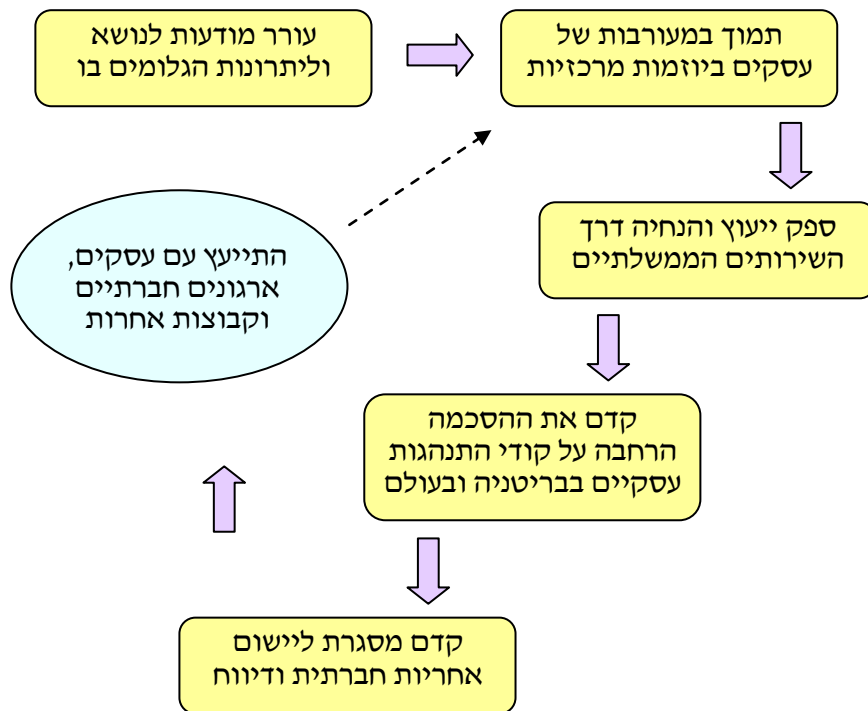 עורר מודעות לנושא
וליתרונות הגלומים בו
תמוך במעורבות של
עסקים ביוזמות מרכזיות
ספק ייעוץ והנחיה דרך
השירותים הממשלתיים
קדם את ההסכמה
הרחבה על קודי התנהגות
עסקיים בבריטניה ובעולם
קדם מסגרת ליישום
אחריות חברתית ודיווח
התייעץ עם עסקים,
ארגונים חברתיים
וקבוצות אחרות